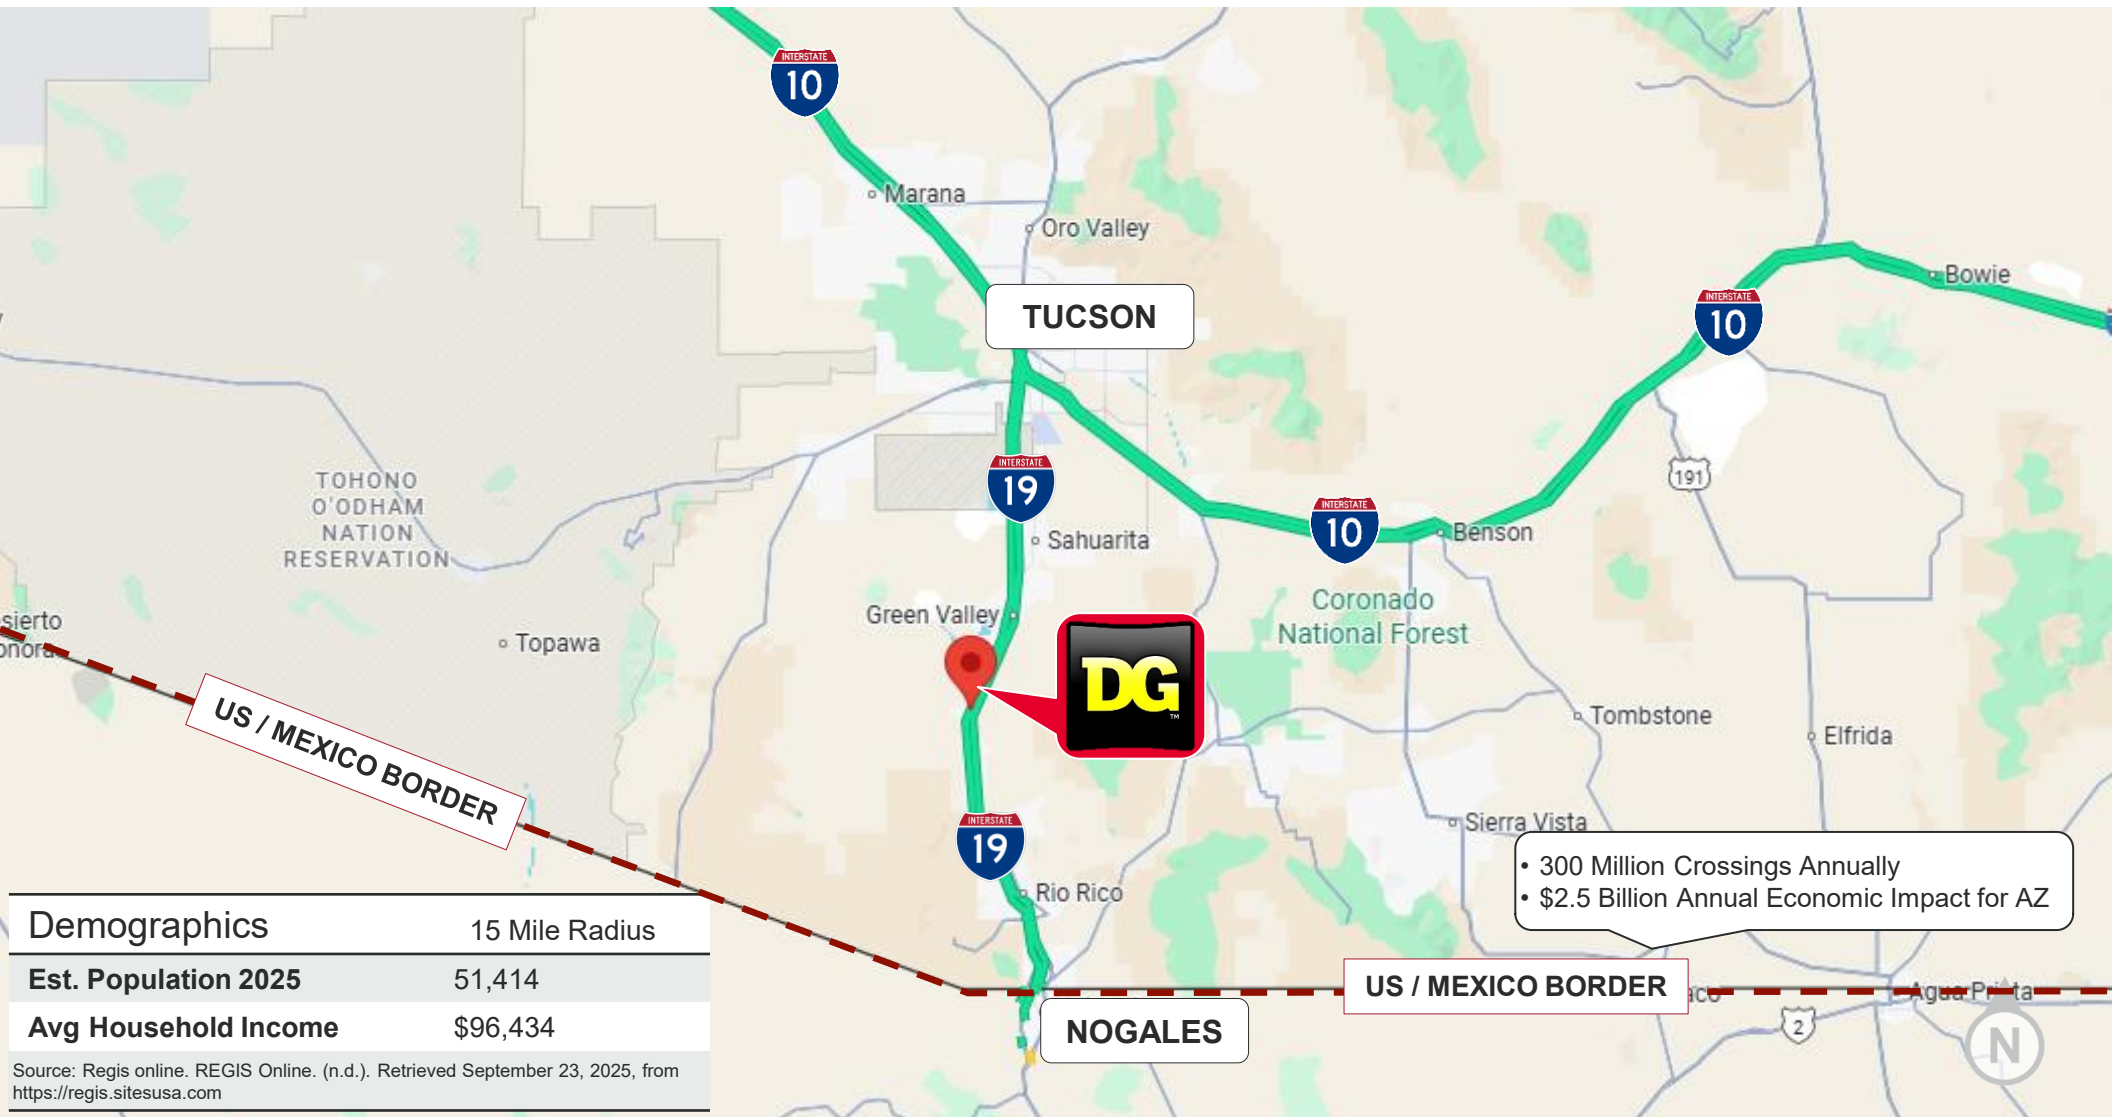 INTERSTATE
10
Marana
Oro Valley
Bowie
INTERSTATE
10
TUCSON
INTERSTATE
19
191
TOHONO
O'ODHAM
NATION
RESERVATION
INTERSTATE
10
Benson
Sahuarita
Coronado
National Forest
Green Valley
sierto
Topawa
DG
TM
Tombstone
Elfrida
US / MEXICO BORDER
INTERSTATE
19
Sierra Vista
• 300 Million Crossings Annually
• $2.5 Billion Annual Economic Impact for AZ
Rio Rico
Demographics 15 Mile Radius
Est. Population 2025 51,414
Avg Household Income $96,434
Source: Regis online. REGIS Online. (n.d.). Retrieved September 23, 2025, from
https://regis.sitesusa.com
US / MEXICO BORDER
aco
NOGALES
2
N